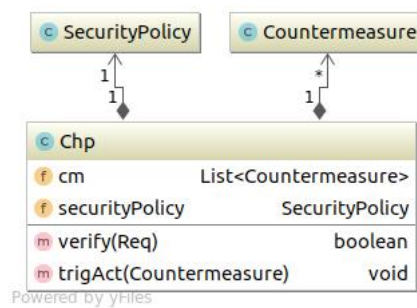 C SecurityPolicy
C Countermeasure
1
*
1
1
C Chp
f cm List<Countermeasure>
f securityPolicy SecurityPolicy
m verify(Req) boolean
m trigAct(Countermeasure) void
Powered by yFiles